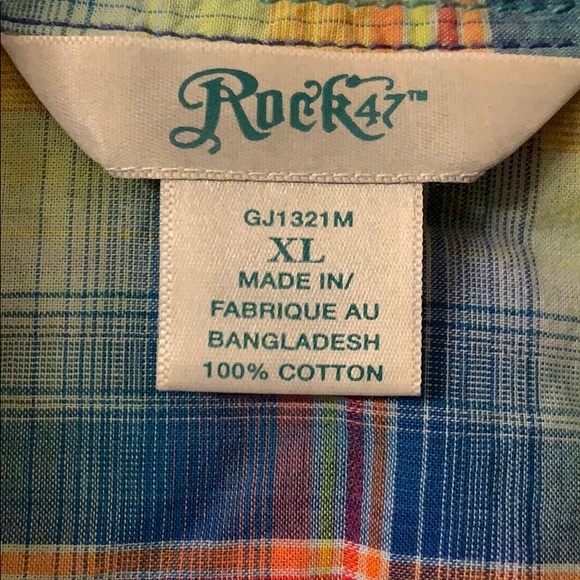 Rock47™
GJ1321M
XL
MADE IN/
FABRIQUE AU
BANGLADESH
100% COTTON